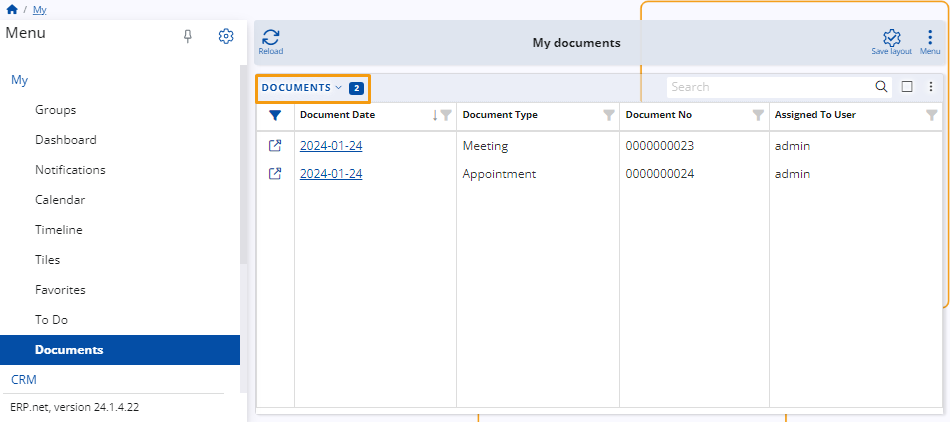 / My
Menu
My
Groups
Dashboard
Notifications
Calendar
Timeline
Tiles
Favorites
To Do
Documents
CRM
ERP.net, version 24.1.4.22
Reload
My documents
Save layout
Menu
DOCUMENTS 2
Search
Document Date Document Type Document No Assigned To User
2024-01-24 Meeting 0000000023 admin
2024-01-24 Appointment 0000000024 admin